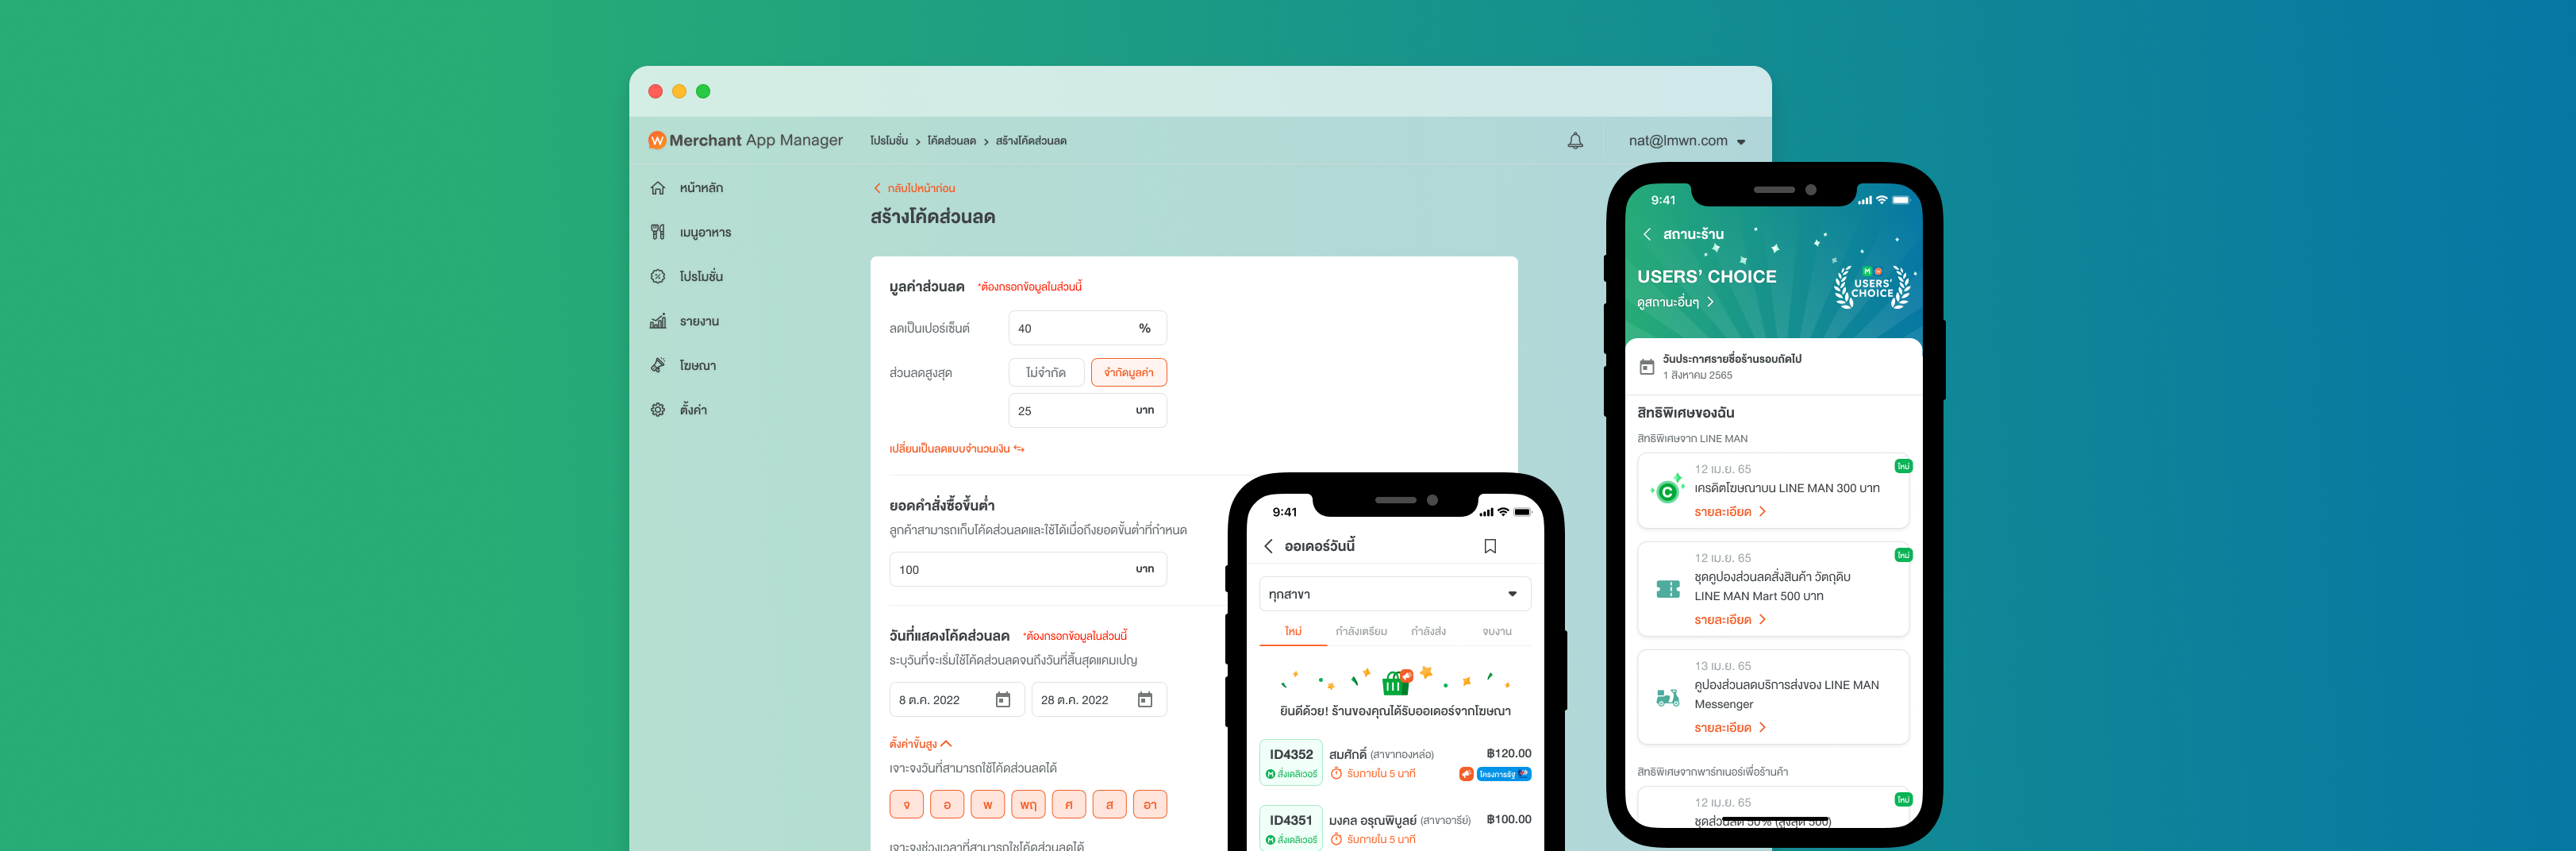 Merchant App Manager
โปรโมชั่น > โค้ดส่วนลด > สร้างโค้ดส่วนลด
nat@lmwn.com
หน้าหลัก
เมนูอาหาร
โปรโมชั่น
รายงาน
โฆษณา
ตั้งค่า
กลับไปหน้าก่อน
สร้างโค้ดส่วนลด
มูลค่าส่วนลด *ต้องกรอกข้อมูลในส่วนนี้
ลดเป็นเปอร์เซ็นต์ 40 %
ส่วนลดสูงสุด ไม่จำกัด จำกัดมูลค่า
25 บาท
เปลี่ยนเป็นลดแบบจำนวนเงิน
ยอดคำสั่งซื้อขั้นต่ำ
ลูกค้าสามารถเก็บโค้ดส่วนลดและใช้ได้เมื่อถึงยอดขั้นต่ำที่กำหนด
100 บาท
วันที่แสดงโค้ดส่วนลด *ต้องกรอกข้อมูลในส่วนนี้
ระบุวันที่จะเริ่มใช้โค้ดส่วนลดจนถึงวันที่สิ้นสุดแคมเปญ
8 ต.ค. 2022 28 ต.ค. 2022
ตั้งค่าขั้นสูง
เจาะจงวันที่สามารถใช้โค้ดส่วนลดได้
จ อ พ พฤ ศ ส อา
เจาะจงช่วงเวลาที่สามารถใช้โค้ดส่วนลดได้
9:41
ออเดอร์วันนี้
ทุกสาขา
ใหม่ กำลังเตรียม กำลังส่ง จบงาน
ยินดีด้วย! ร้านของคุณได้รับออเดอร์จากโฆษณา
ID4352 สมศักดิ์ (สาขาทองหล่อ) ฿120.00
สั่งเดลิเวอรี รับภายใน 5 นาที โครงการรัฐ
ID4351 มงคล อรุณพิบูลย์ (สาขาอารีย์) ฿100.00
สั่งเดลิเวอรี รับภายใน 5 นาที
9:41
สถานะร้าน
USERS' CHOICE
ดูสถานะอื่นๆ
USERS'
CHOICE
วันประกาศรายชื่อร้านรอบถัดไป
1 สิงหาคม 2565
สิทธิพิเศษของฉัน
สิทธิพิเศษจาก LINE MAN
12 เม.ย. 65 ใหม่
เครดิตโฆษณาบน LINE MAN 300 บาท
รายละเอียด
12 เม.ย. 65 ใหม่
ชุดคูปองส่วนลดสั่งสินค้า วัตถุดิบ
LINE MAN Mart 500 บาท
รายละเอียด
13 เม.ย. 65
คูปองส่วนลดบริการส่งของ LINE MAN
Messenger
รายละเอียด
สิทธิพิเศษจากพาร์ทเนอร์เพื่อร้านค้า
12 เม.ย. 65 ใหม่
ชุดส่วนลด 50% (สูงสุด 500)